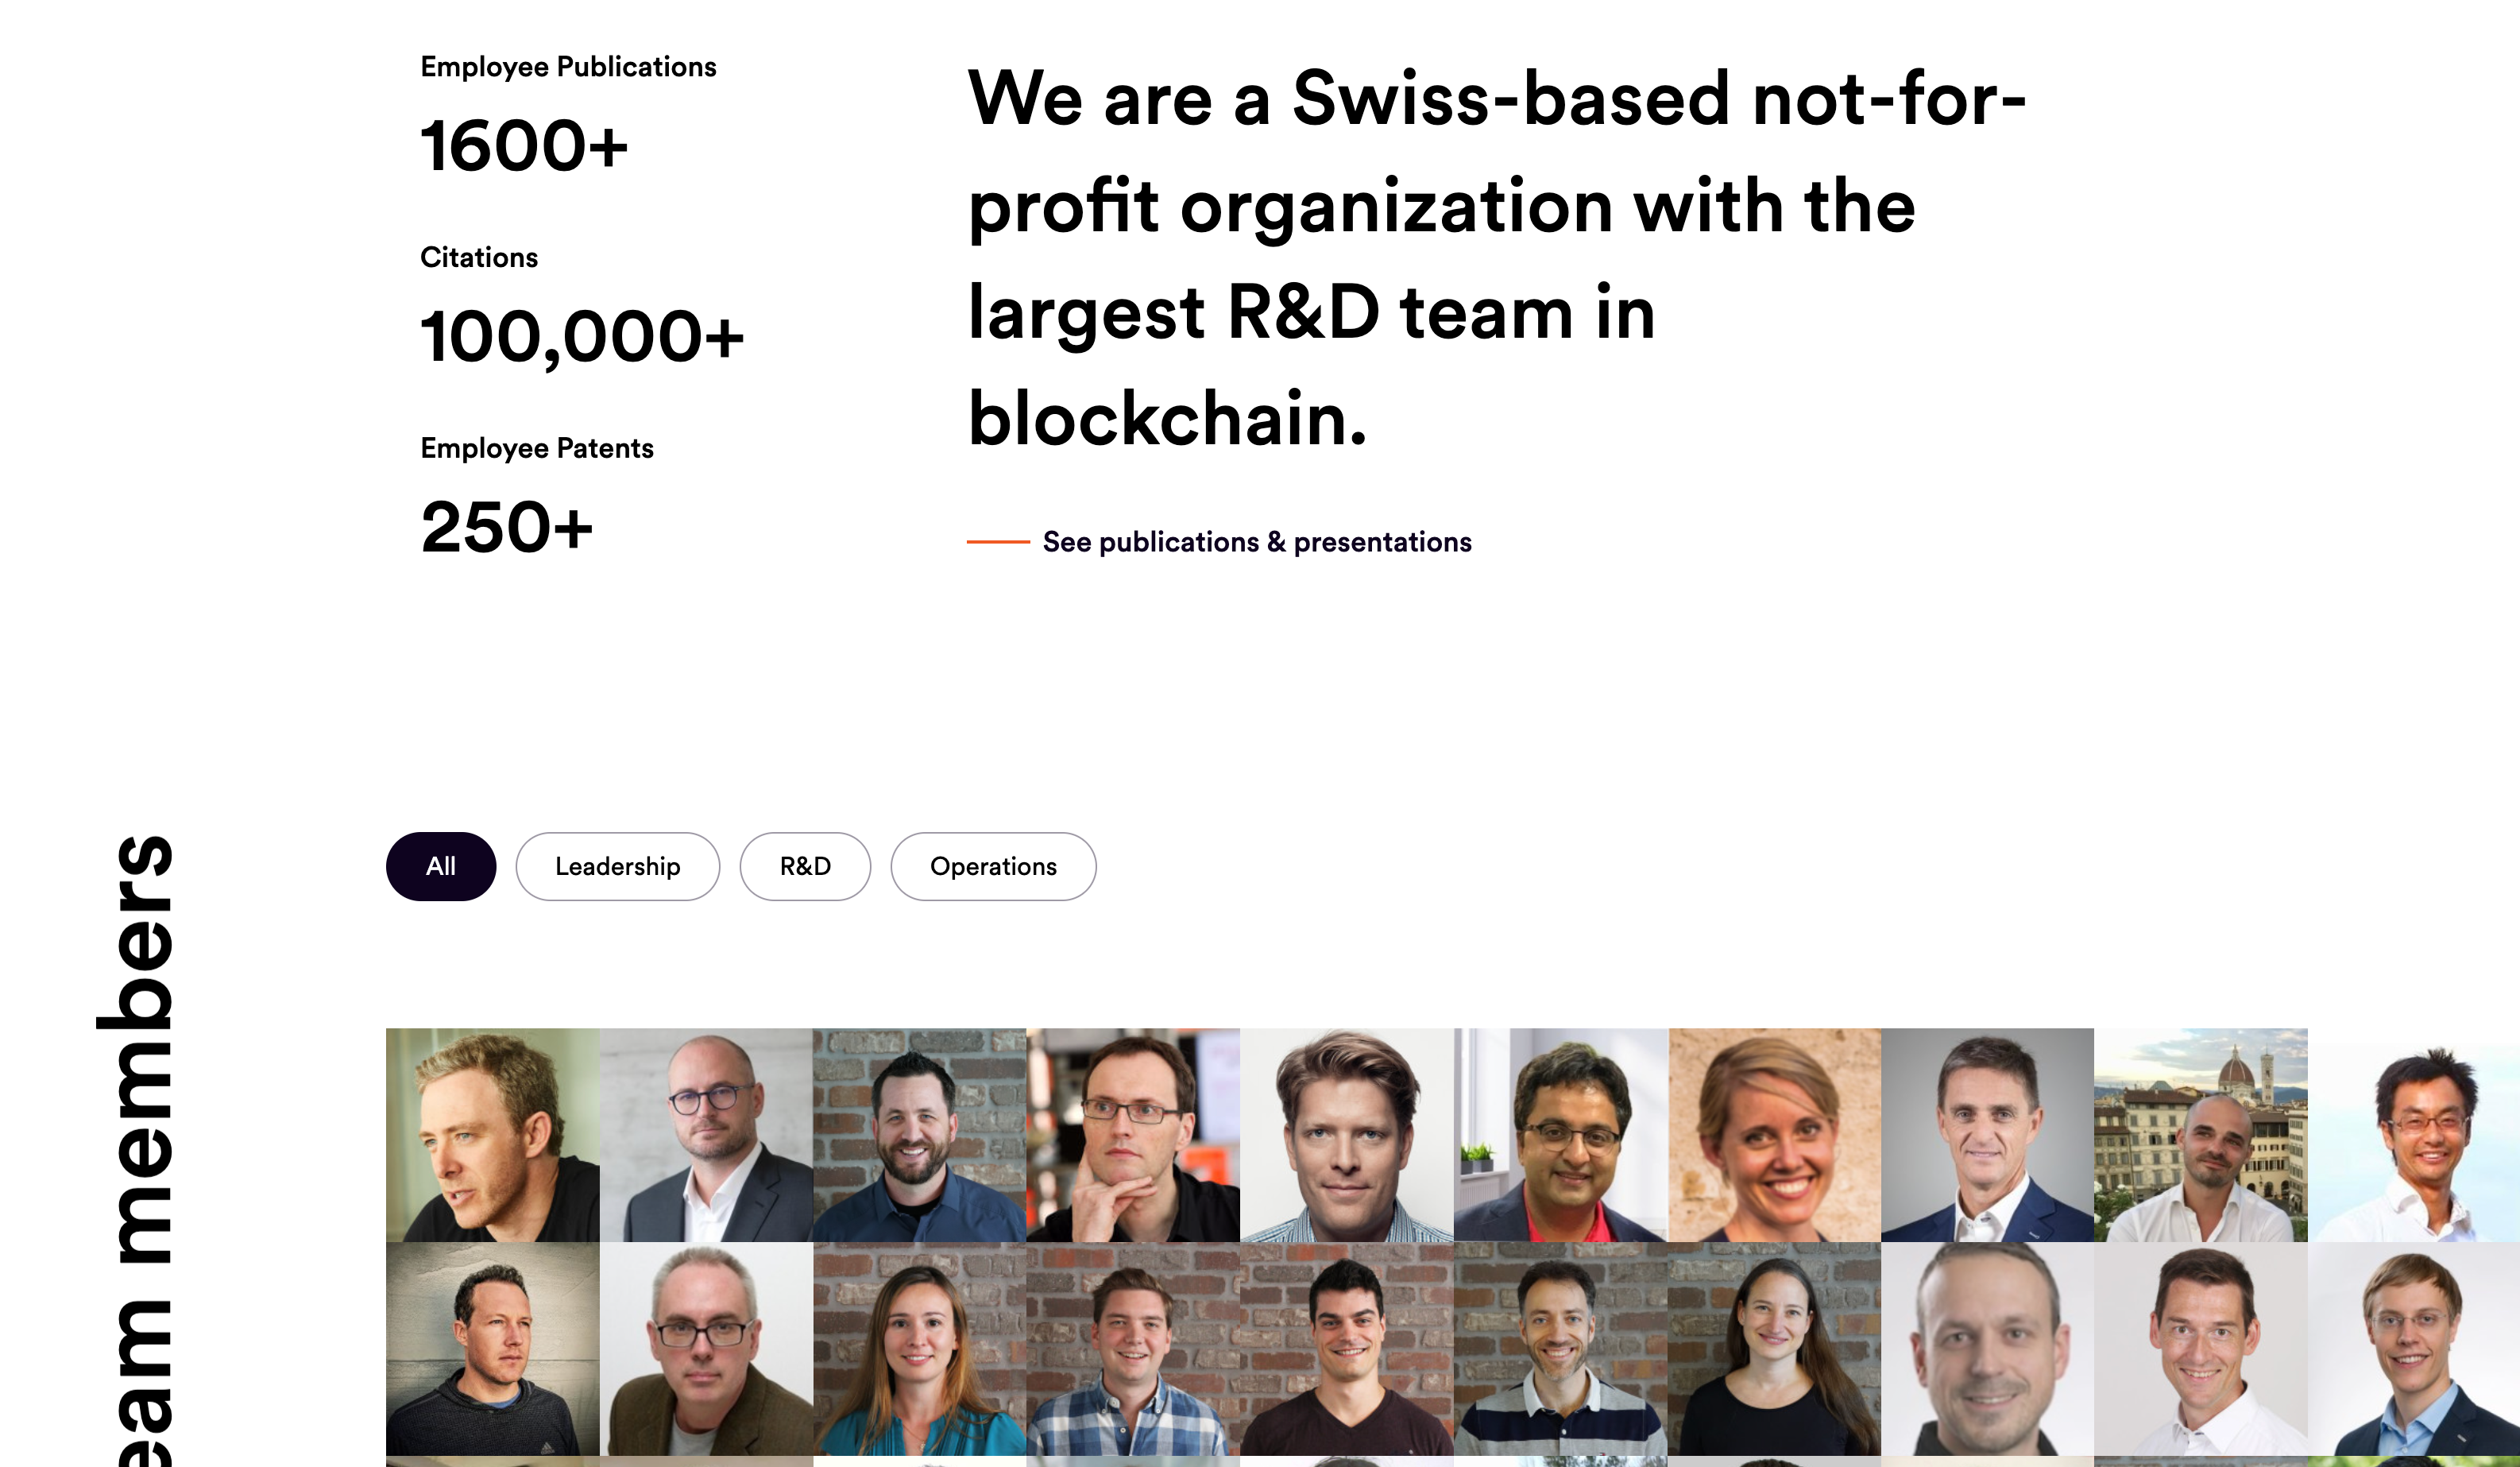 Employee Publications
1600+
Citations
100,000+
Employee Patents
250+
We are a Swiss-based not-for-
profit organization with the
largest R&D team in
blockchain.
See publications & presentations
All
Leadership
R&D
Operations
eam members